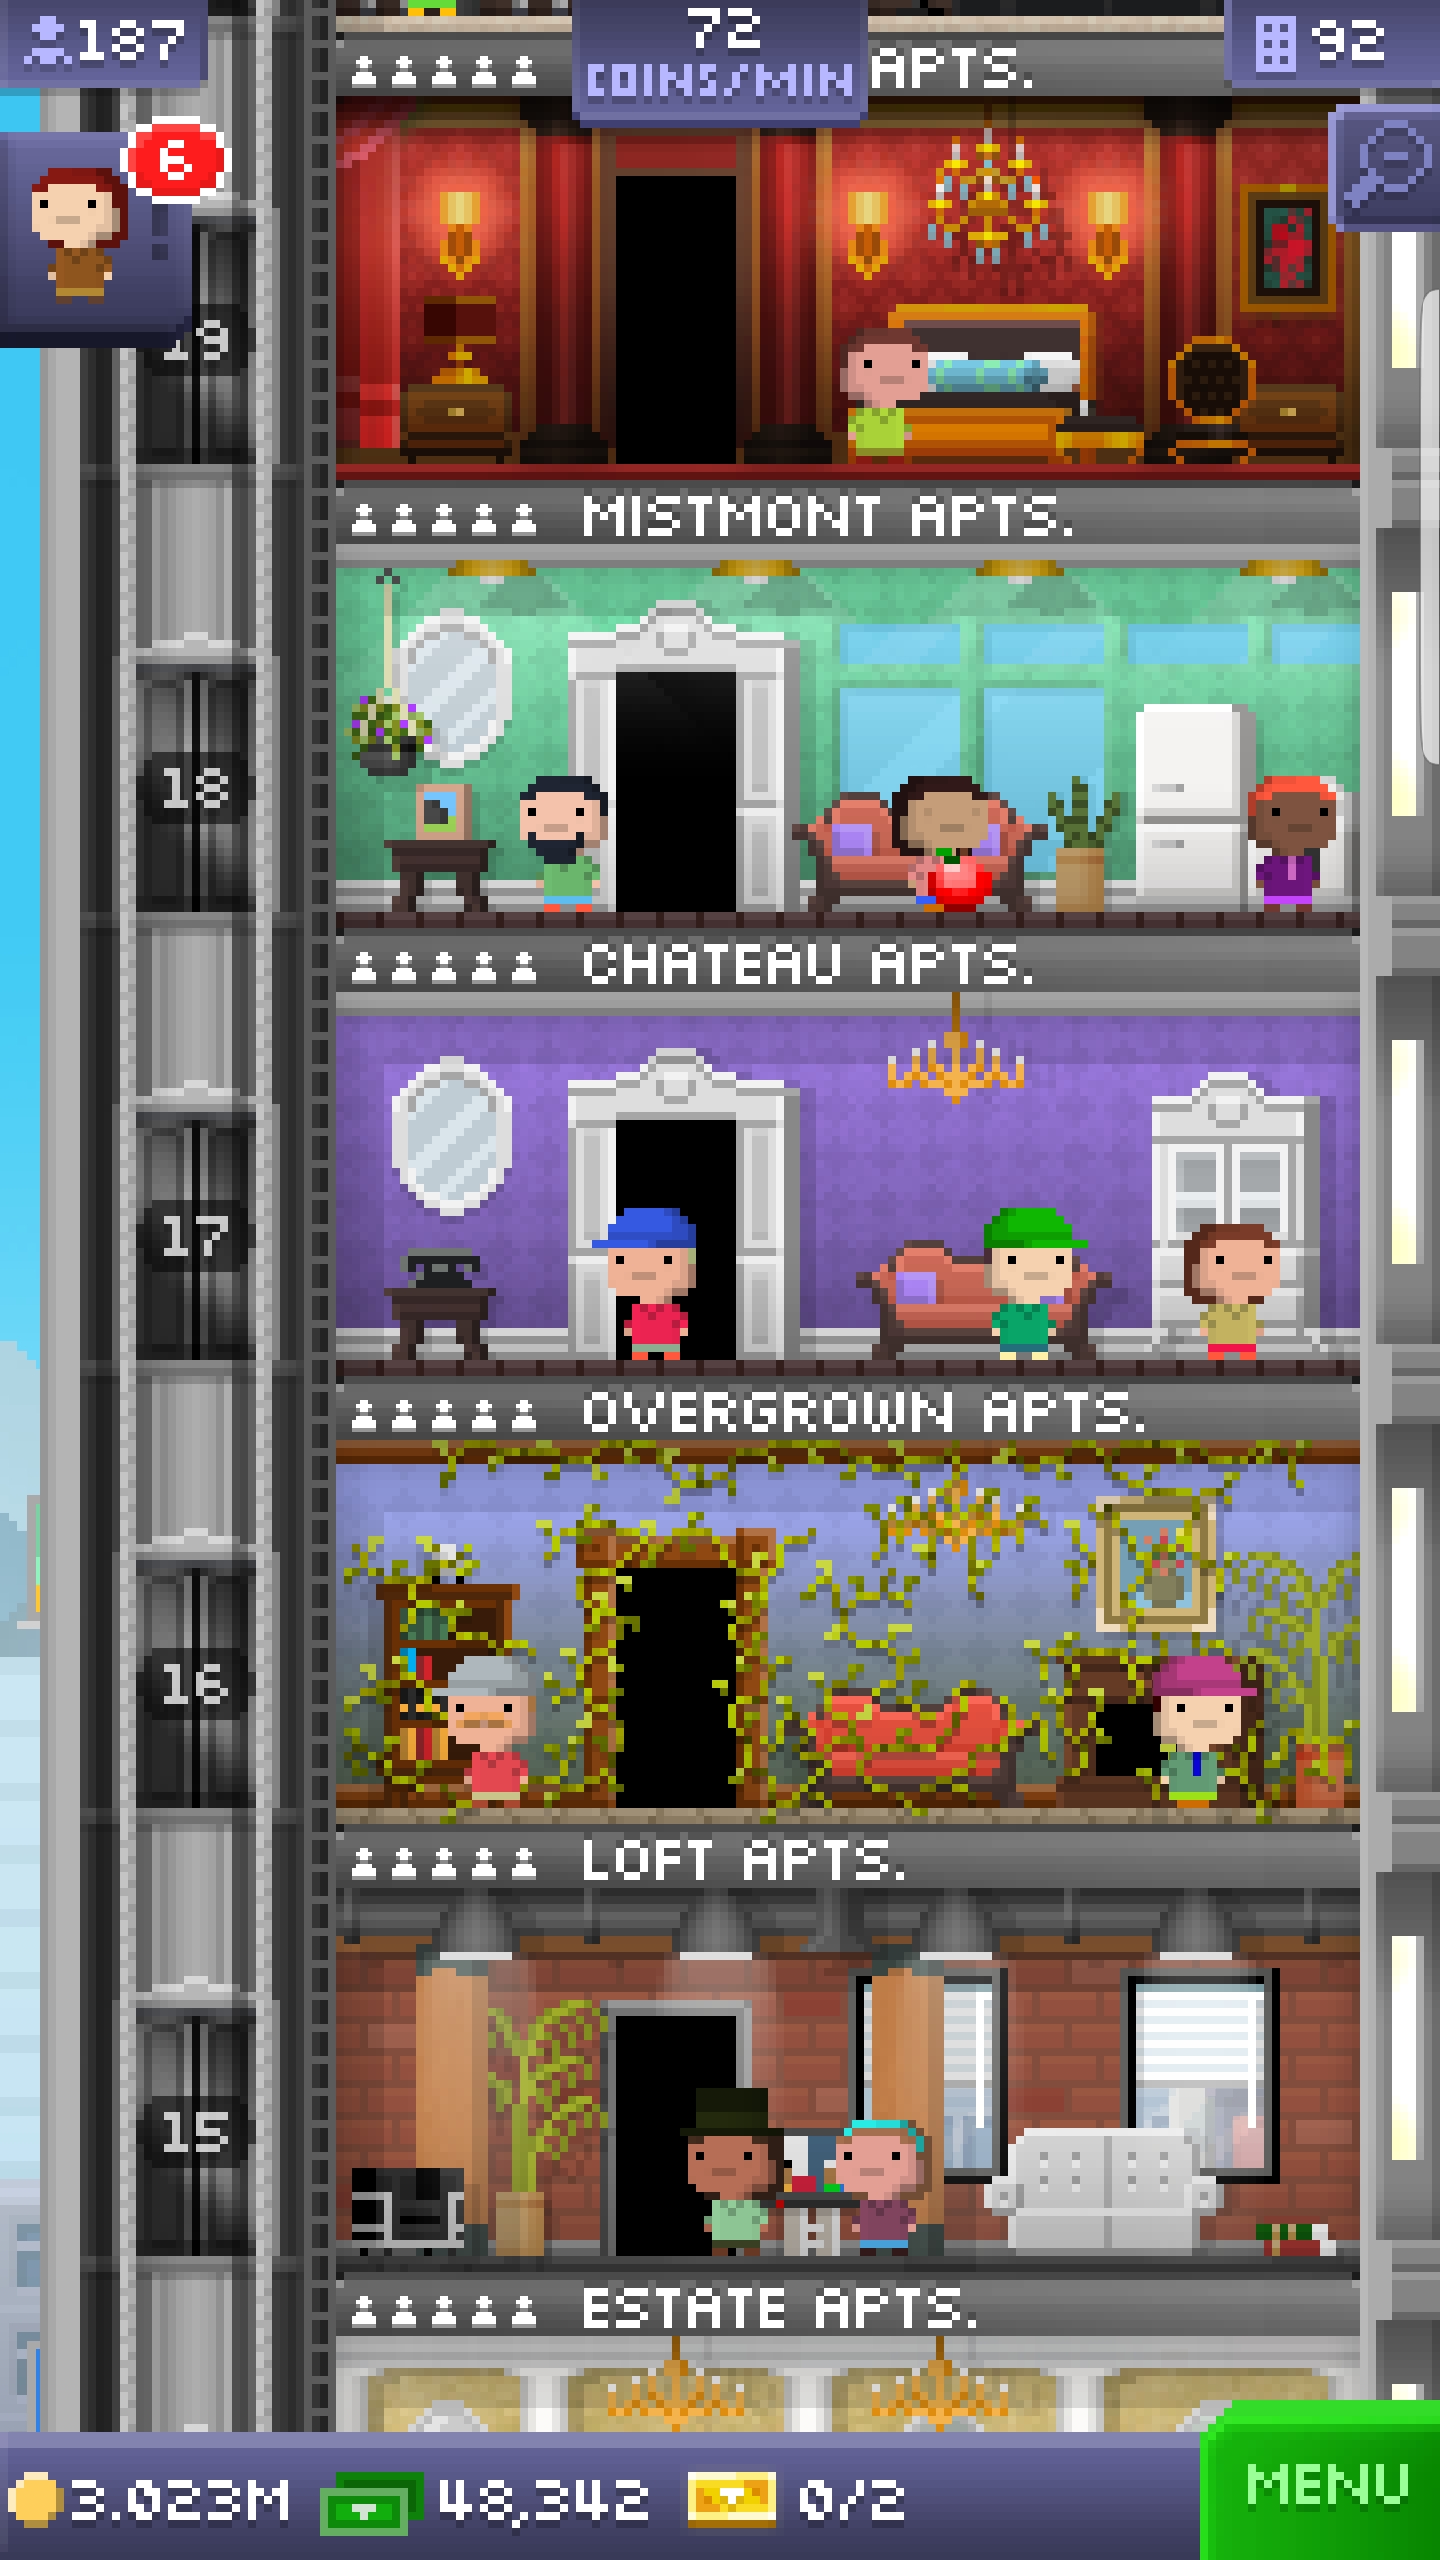 187
72
COINS/MIN
92
6
APTS.
19
MISTMONT APTS.
18
CHATEAU APTS.
17
OVERGROWN APTS.
16
LOFT APTS.
15
ESTATE APTS.
3.023M
48,342
0/2
MENU